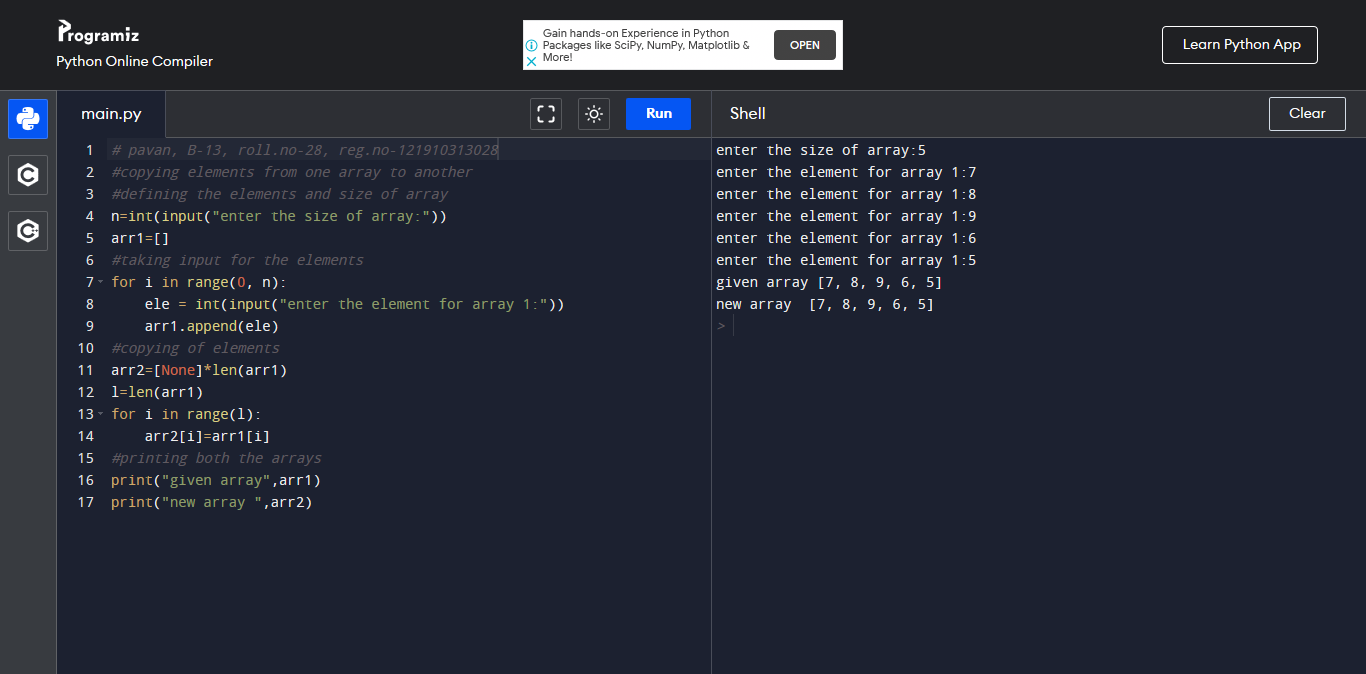 Programiz
Python Online Compiler
Gain hands-on Experience in Python
Packages like SciPy, NumPy, Matplotlib &
More!
OPEN
Learn Python App
main.py
Run
Shell
Clear
1 # pavan, B-13, roll.no-28, reg.no-121910313028
2 #copying elements from one array to another
3 #defining the elements and size of array
4 n=int(input("enter the size of array:"))
5 arr1=[]
6 #taking input for the elements
7 for i in range(0, n):
8     ele = int(input("enter the element for array 1:"))
9     arr1.append(ele)
10 #copying of elements
11 arr2=[None]*len(arr1)
12 l=len(arr1)
13 for i in range(l):
14     arr2[i]=arr1[i]
15 #printing both the arrays
16 print("given array",arr1)
17 print("new array ",arr2)
enter the size of array:5
enter the element for array 1:7
enter the element for array 1:8
enter the element for array 1:9
enter the element for array 1:6
enter the element for array 1:5
given array [7, 8, 9, 6, 5]
new array  [7, 8, 9, 6, 5]
>